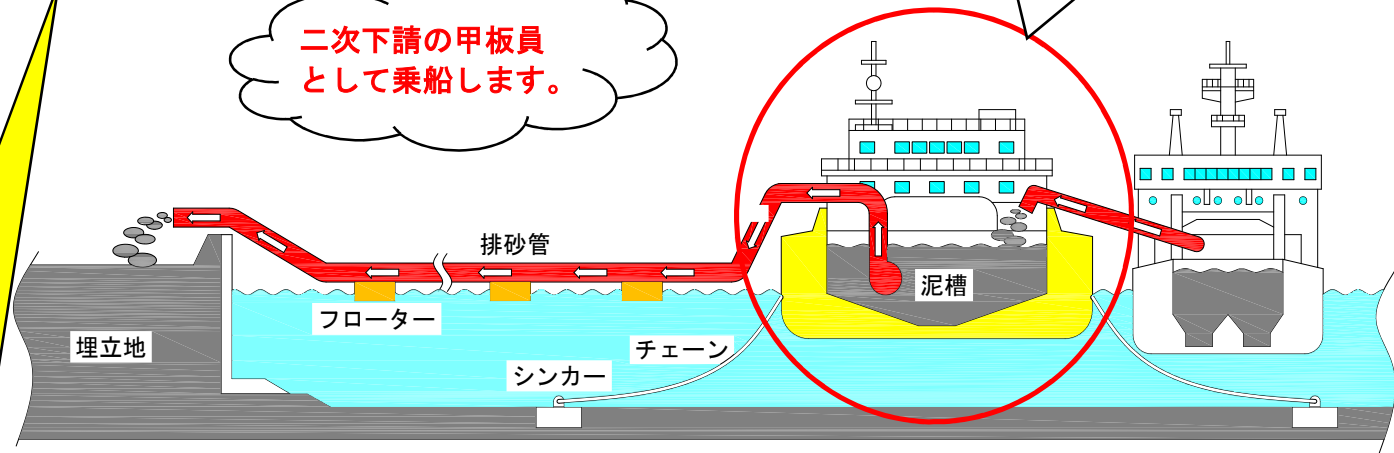 二次下請の甲板員
として乗船します。
排砂管
泥槽
フローター
埋立地
チェーン
シンカー